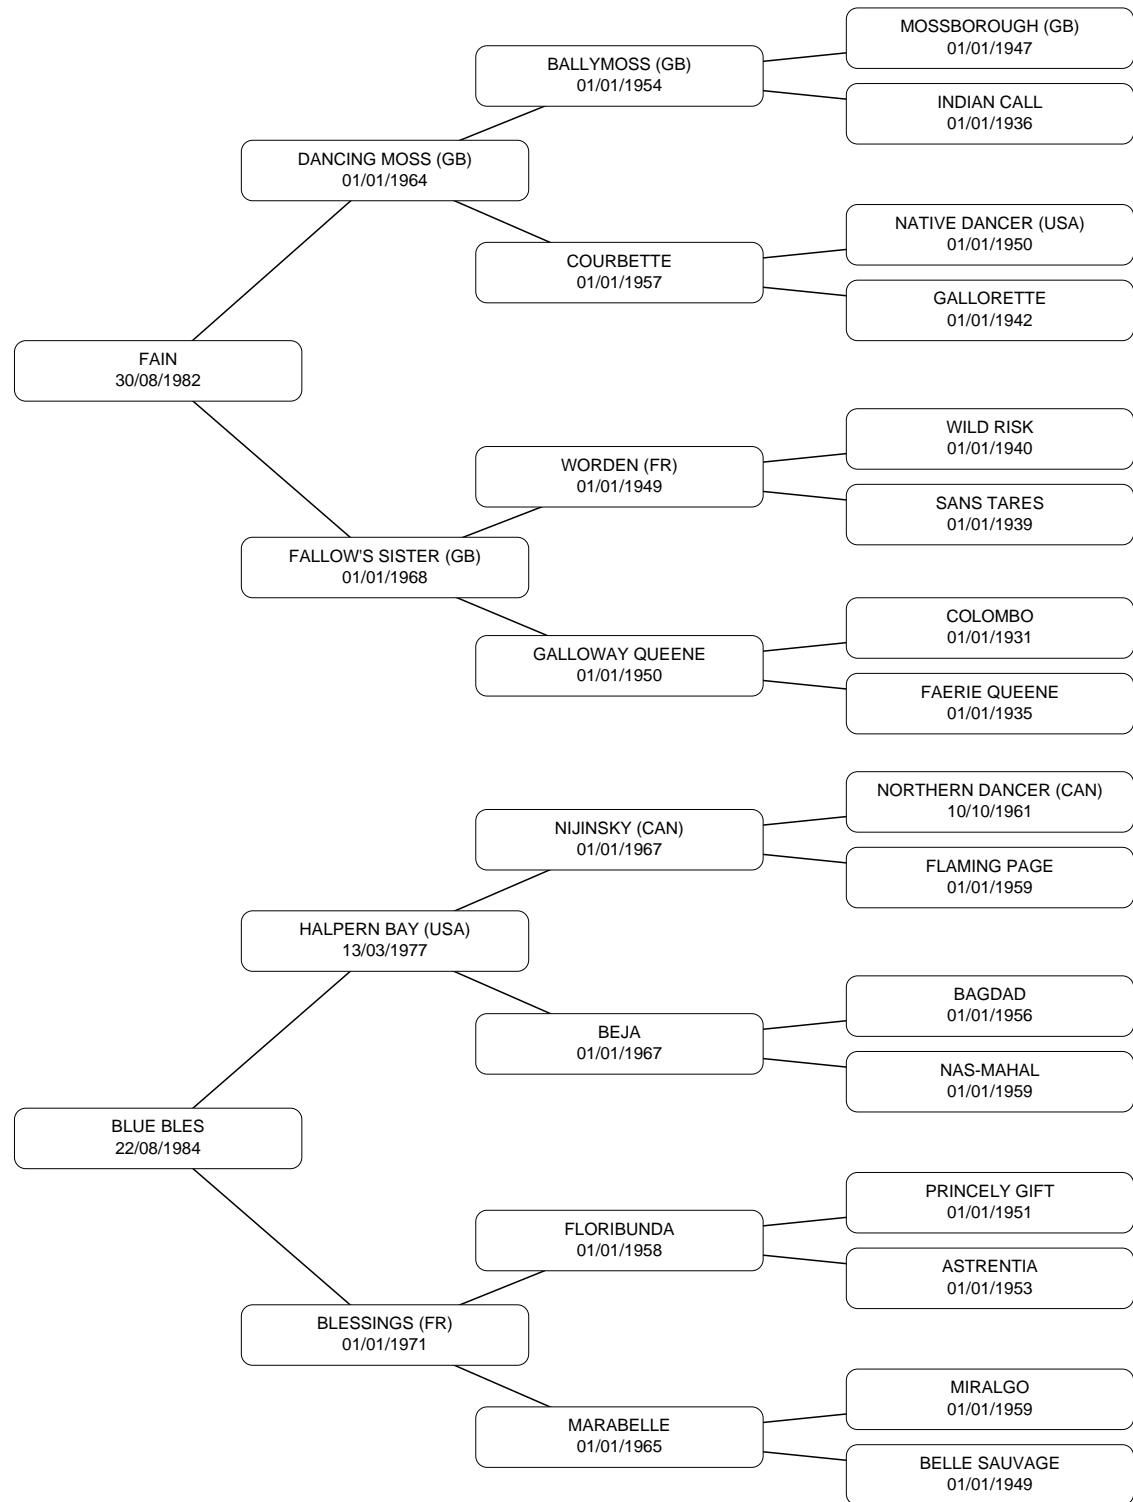 MOSSBOROUGH (GB)
01/01/1947
BALLYMOSS (GB)
01/01/1954
INDIAN CALL
01/01/1936
DANCING MOSS (GB)
01/01/1964
NATIVE DANCER (USA)
01/01/1950
COURBETTE
01/01/1957
GALLORETTE
01/01/1942
FAIN
30/08/1982
WILD RISK
01/01/1940
WORDEN (FR)
01/01/1949
SANS TARES
01/01/1939
FALLOW'S SISTER (GB)
01/01/1968
COLOMBO
01/01/1931
GALLOWAY QUEENE
01/01/1950
FAERIE QUEENE
01/01/1935
NORTHERN DANCER (CAN)
10/10/1961
NIJINSKY (CAN)
01/01/1967
FLAMING PAGE
01/01/1959
HALPERN BAY (USA)
13/03/1977
BAGDAD
01/01/1956
BEJA
01/01/1967
NAS-MAHAL
01/01/1959
BLUE BLES
22/08/1984
PRINCELY GIFT
01/01/1951
FLORIBUNDA
01/01/1958
ASTRENTIA
01/01/1953
BLESSINGS (FR)
01/01/1971
MIRALGO
01/01/1959
MARABELLE
01/01/1965
BELLE SAUVAGE
01/01/1949